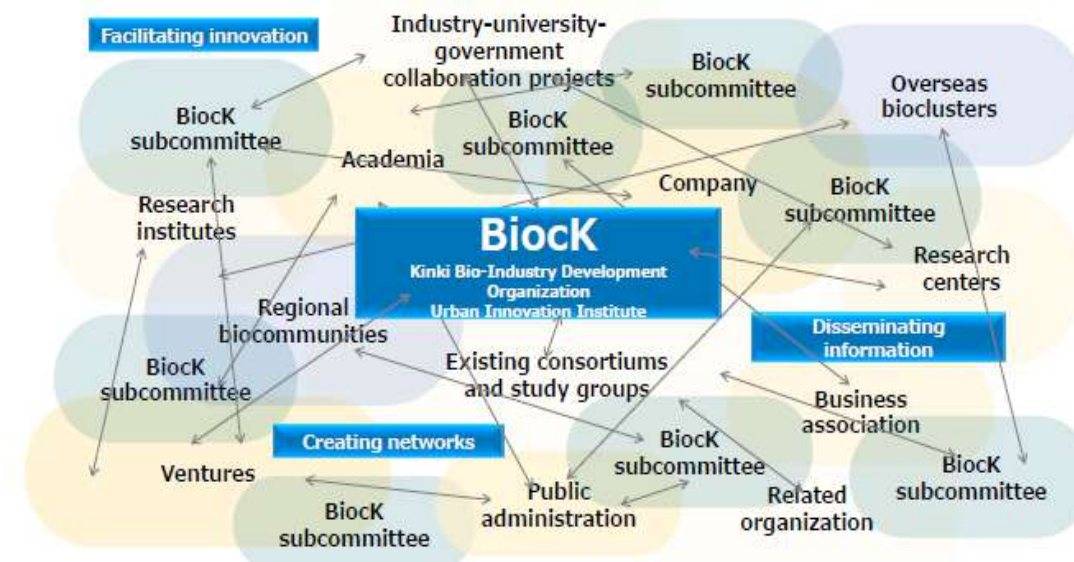 Facilitating innovation
Industry-university-
government
collaboration projects
BiocK
subcommittee
Overseas
bioclusters
BiocK
subcommittee
BiocK
subcommittee
Academia
Company
BiocK
subcommittee
Research
institutes
BiocK
Kinki Bio-Industry Development
Organization
Urban Innovation Institute
Research
centers
Regional
biocommunities
Disseminating
information
BiocK
subcommittee
Existing consortiums
and study groups
Business
association
Creating networks
BiocK
subcommittee
Ventures
BiocK
subcommittee
Public
administration
Related
organization
BiocK
subcommittee